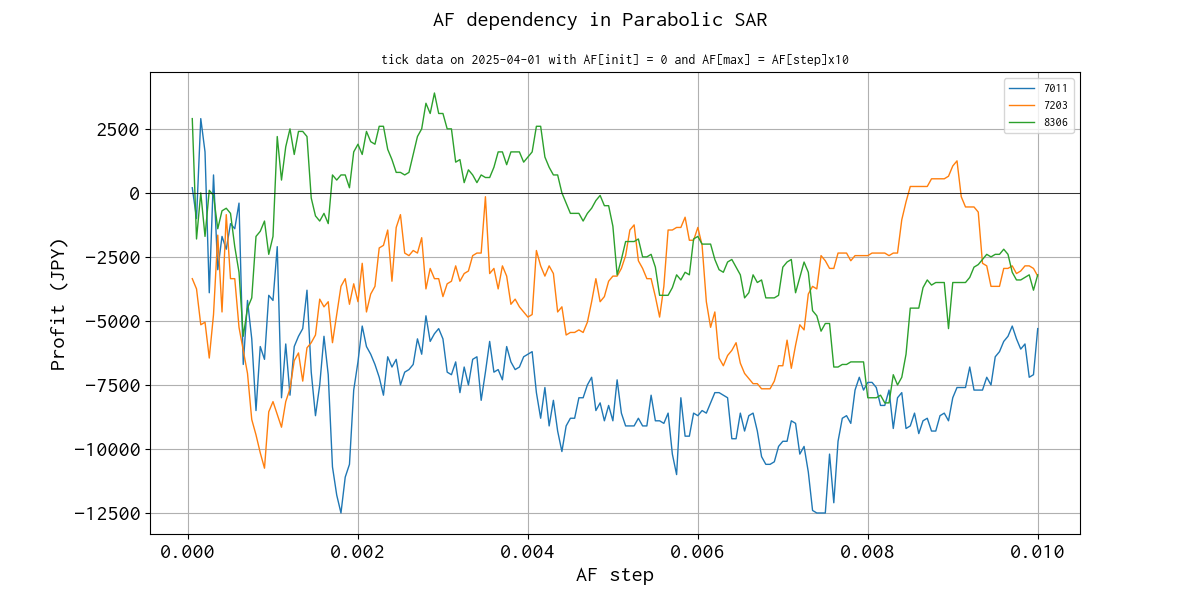 AF dependency in Parabolic SAR
tick data on 2025-04-01 with AF[init] = 0 and AF[max] = AF[step]x10
7011
7203
8306
Profit (JPY)
2500
0
−2500
−5000
−7500
−10000
−12500
0.000 0.002 0.004 0.006 0.008 0.010
AF step